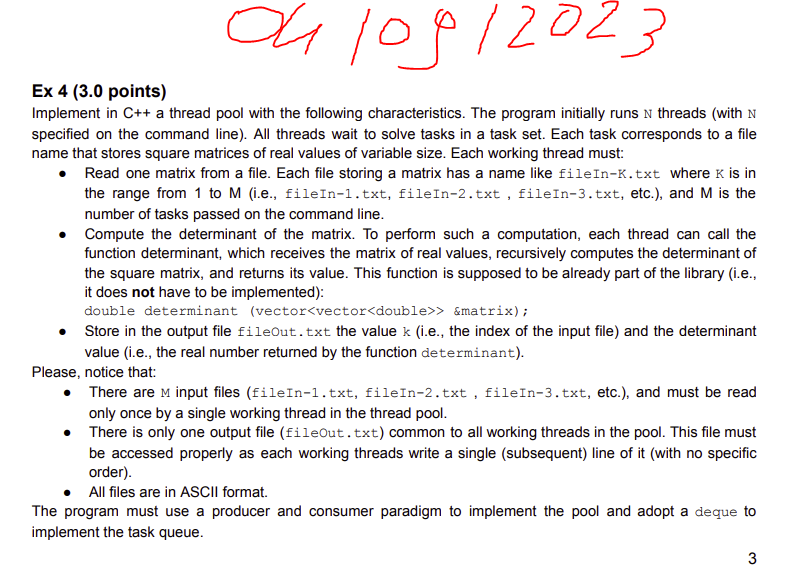 04/09/2023
Ex 4 (3.0 points)
Implement in C++ a thread pool with the following characteristics. The program initially runs N threads (with N
specified on the command line). All threads wait to solve tasks in a task set. Each task corresponds to a file
name that stores square matrices of real values of variable size. Each working thread must:
● Read one matrix from a file. Each file storing a matrix has a name like fileIn-K.txt where K is in
the range from 1 to M (i.e., fileIn-1.txt, fileIn-2.txt , fileIn-3.txt, etc.), and M is the
number of tasks passed on the command line.
● Compute the determinant of the matrix. To perform such a computation, each thread can call the
function determinant, which receives the matrix of real values, recursively computes the determinant of
the square matrix, and returns its value. This function is supposed to be already part of the library (i.e.,
it does not have to be implemented):
double determinant (vector<vector<double>> &matrix);
● Store in the output file fileOut.txt the value k (i.e., the index of the input file) and the determinant
value (i.e., the real number returned by the function determinant).
Please, notice that:
● There are M input files (fileIn-1.txt, fileIn-2.txt , fileIn-3.txt, etc.), and must be read
only once by a single working thread in the thread pool.
● There is only one output file (fileOut.txt) common to all working threads in the pool. This file must
be accessed properly as each working threads write a single (subsequent) line of it (with no specific
order).
● All files are in ASCII format.
The program must use a producer and consumer paradigm to implement the pool and adopt a deque to
implement the task queue.
3